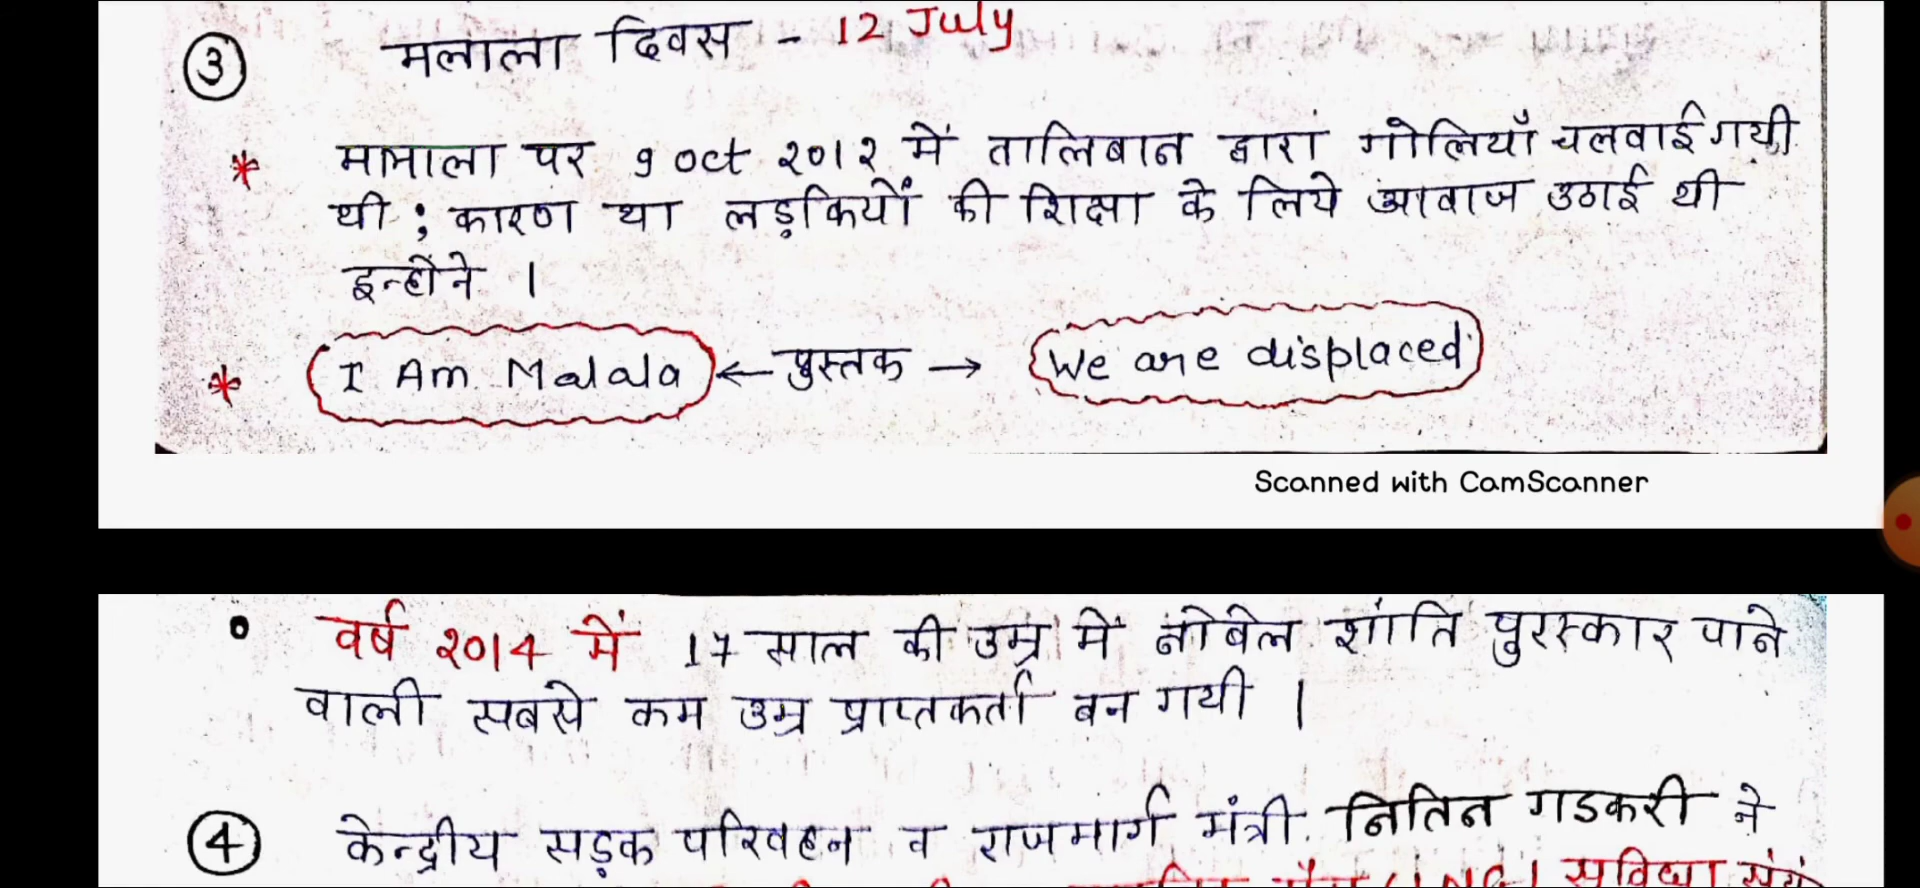 ③ मलाला दिवस - 12 July
* मलाला पर 9 oct 2012 में तालिबान द्वारा गोलियाँ चलवाई गयी
थी ; कारण था लड़कियों की शिक्षा के लिये आवाज उठाई थी
इन्होने ।
* I Am Malala ← पुस्तक → We are displaced
Scanned with CamScanner
• वर्ष 2014 में 17 साल की उम्र में नोबेल शांति पुरस्कार पाने
वाली सबसे कम उम्र प्राप्तकर्ता बन गयी ।
④ केन्द्रीय सड़क परिवहन व राजमार्ग मंत्री नितिन गडकरी ने